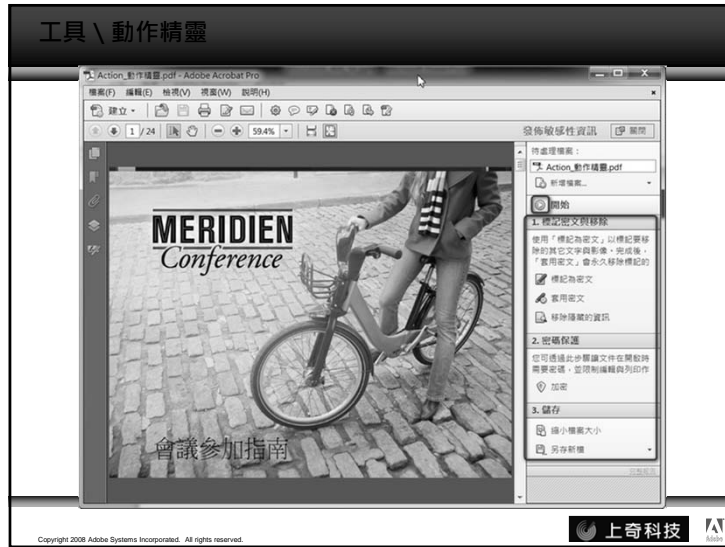 工具 \ 動作精靈
Action_動作精靈.pdf - Adobe Acrobat Pro
檔案(F) 編輯(E) 檢視(V) 視窗(W) 說明(H)
建立
1 / 24 59.4%
發佈敏感性資訊 關閉
待處理檔案：
Action_動作精靈.pdf
新增檔案...
開始
1. 標記密文與移除
使用「標記為密文」以標記要移
除的其它文字與影像。完成後，
「套用密文」會永久移除標記的
標記為密文
套用密文
移除隱藏的資訊
2. 密碼保護
您可透過此步驟讓文件在開啟時
需要密碼，並限制編輯與列印作
加密
3. 儲存
縮小檔案大小
另存新檔
MERIDIEN
Conference
會議參加指南
Copyright 2008 Adobe Systems Incorporated. All rights reserved.
上奇科技
Adobe